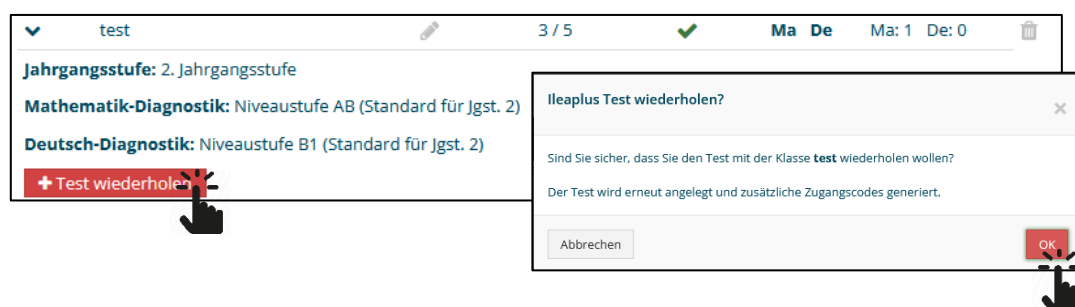 test 3 / 5 Ma De Ma: 1 De: 0
Jahrgangsstufe: 2. Jahrgangsstufe
Mathematik-Diagnostik: Niveaustufe AB (Standard für Jgst. 2)
Deutsch-Diagnostik: Niveaustufe B1 (Standard für Jgst. 2)
+ Test wiederholen
Ileaplus Test wiederholen?
Sind Sie sicher, dass Sie den Test mit der Klasse test wiederholen wollen?
Der Test wird erneut angelegt und zusätzliche Zugangscodes generiert.
Abbrechen
OK